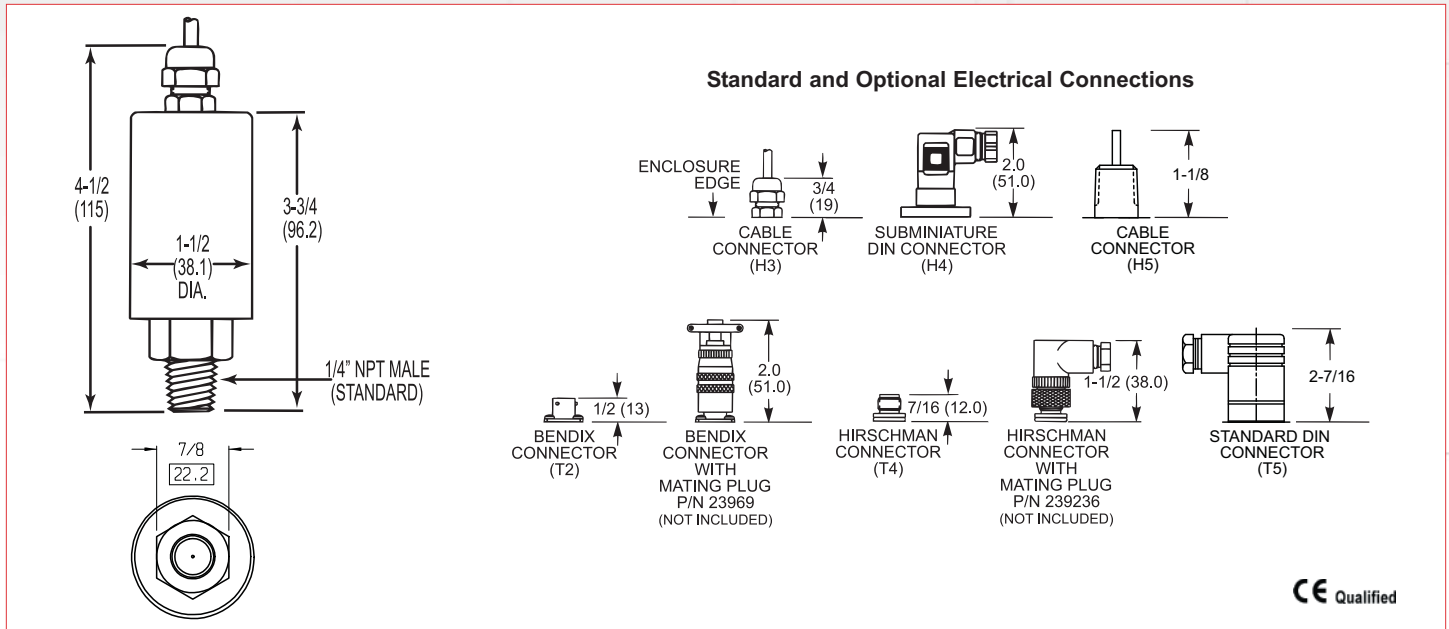 4-1/2
(115)
3-3/4
(96.2)
1-1/2
(38.1)
DIA.
1/4" NPT MALE
(STANDARD)
7/8
22.2
Standard and Optional Electrical Connections
ENCLOSURE
EDGE
3/4
(19)
CABLE
CONNECTOR
(H3)
2.0
(51.0)
SUBMINIATURE
DIN CONNECTOR
(H4)
1-1/8
CABLE
CONNECTOR
(H5)
1/2 (13)
BENDIX
CONNECTOR
(T2)
2.0
(51.0)
BENDIX
CONNECTOR
WITH
MATING PLUG
P/N 23969
(NOT INCLUDED)
7/16 (12.0)
HIRSCHMAN
CONNECTOR
(T4)
1-1/2 (38.0)
HIRSCHMAN
CONNECTOR
WITH
MATING PLUG
P/N 239236
(NOT INCLUDED)
2-7/16
STANDARD DIN
CONNECTOR
(T5)
CE Qualified